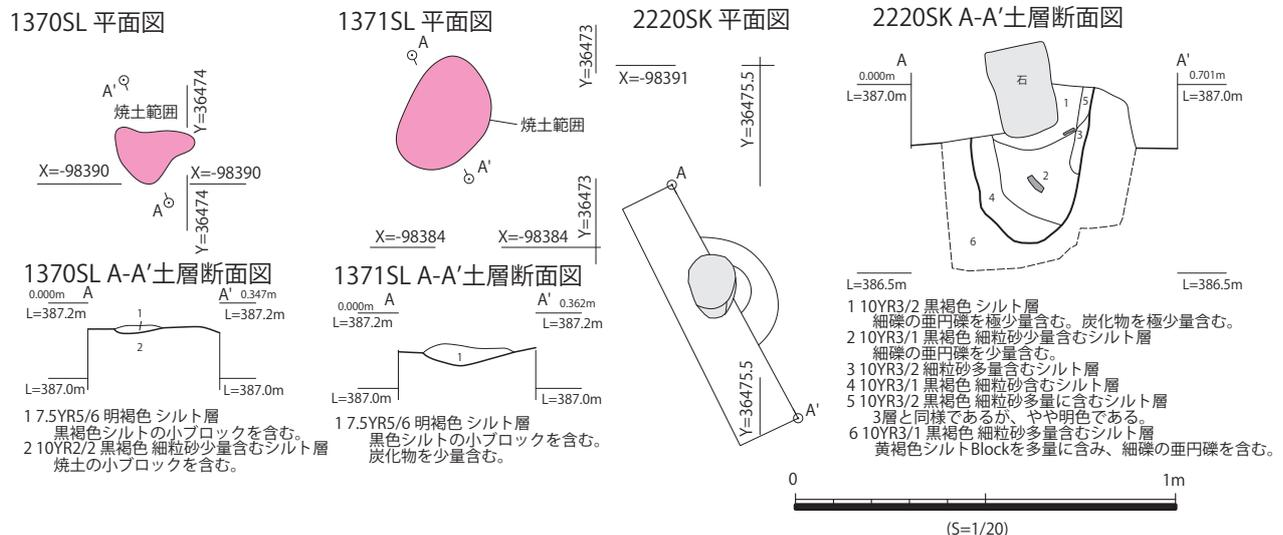 1370SL 平面図
A'
焼土範囲
Y=36474
X=-98390
X=-98390
A
Y=36474
1370SL A-A’土層断面図
0.000m A
L=387.2m
A' 0.347m
L=387.2m
1
2
L=387.0m
L=387.0m
1 7.5YR5/6 明褐色 シルト層
黒褐色シルトの小ブロックを含む。
2 10YR2/2 黒褐色 細粒砂少量含むシルト層
焼土の小ブロックを含む。
1371SL 平面図
A
Y=36473
焼土範囲
A'
Y=36473
X=-98384
X=-98384
1371SL A-A’土層断面図
0.000m A
L=387.2m
A' 0.362m
L=387.2m
1
L=387.0m
L=387.0m
1 7.5YR5/6 明褐色 シルト層
黒色シルトの小ブロックを含む。
炭化物を少量含む。
2220SK 平面図
X=-98391
Y=36475.5
A
Y=36475.5
A'
2220SK A-A’土層断面図
A
0.000m
L=387.0m
A'
0.701m
L=387.0m
石
1
5
3
2
4
6
L=386.5m
L=386.5m
1 10YR3/2 黒褐色 シルト層
細礫の亜円礫を極少量含む。炭化物を極少量含む。
2 10YR3/1 黒褐色 細粒砂少量含むシルト層
細礫の亜円礫を少量含む。
3 10YR3/2 細粒砂多量含むシルト層
4 10YR3/1 黒褐色 細粒砂含むシルト層
5 10YR3/2 黒褐色 細粒砂多量に含むシルト層
3層と同様であるが、やや明色である。
6 10YR3/1 黒褐色 細粒砂多量含むシルト層
黄褐色シルトBlockを多量に含み、細礫の亜円礫を含む。
0
1m
(S=1/20)